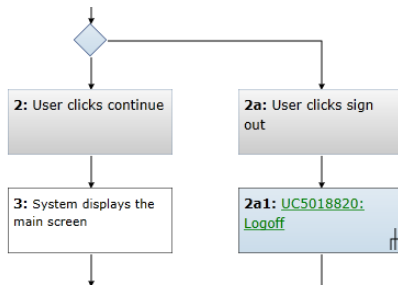 2: User clicks continue
2a: User clicks sign
out
3: System displays the
main screen
2a1: UC5018820:
Logoff